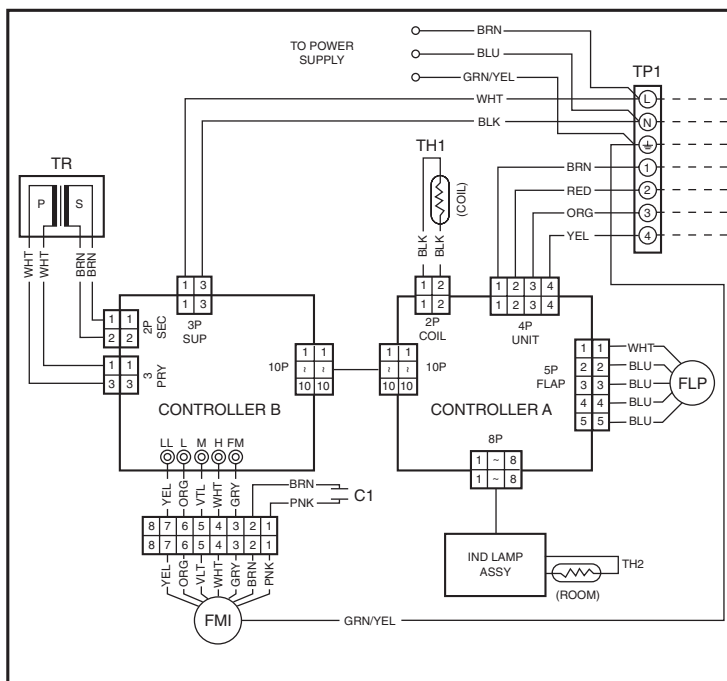 BRN
TO POWER
SUPPLY
BLU
GRN/YEL
TP1
WHT
L
BLK
N
TH1
TR
BRN
1
P S
(COIL)
RED
2
ORG
3
YEL
4
WHT
WHT
BRN
BRN
BLK
BLK
1 3
1 3
1 2
1 2
1 2 3 4
1 2 3 4
1 1
2 2
2P
SEC
3P
SUP
2P
COIL
4P
UNIT
1 1
3 3
3
PRY
10P
1 1
~ ~
10 10
1 1
~ ~
10 10
10P
5P
FLAP
1 1
2 2
3 3
4 4
5 5
WHT
BLU
BLU
BLU
BLU
FLP
CONTROLLER B
CONTROLLER A
8P
1 ~ 8
1 ~ 8
LL L M H FM
YEL
ORG
VTL
WHT
GRY
BRN
PNK
C1
8 7 6 5 4 3 2 1
8 7 6 5 4 3 2 1
YEL
ORG
VLT
WHT
GRY
BRN
PNK
IND LAMP
ASSY
TH2
(ROOM)
FMI
GRN/YEL